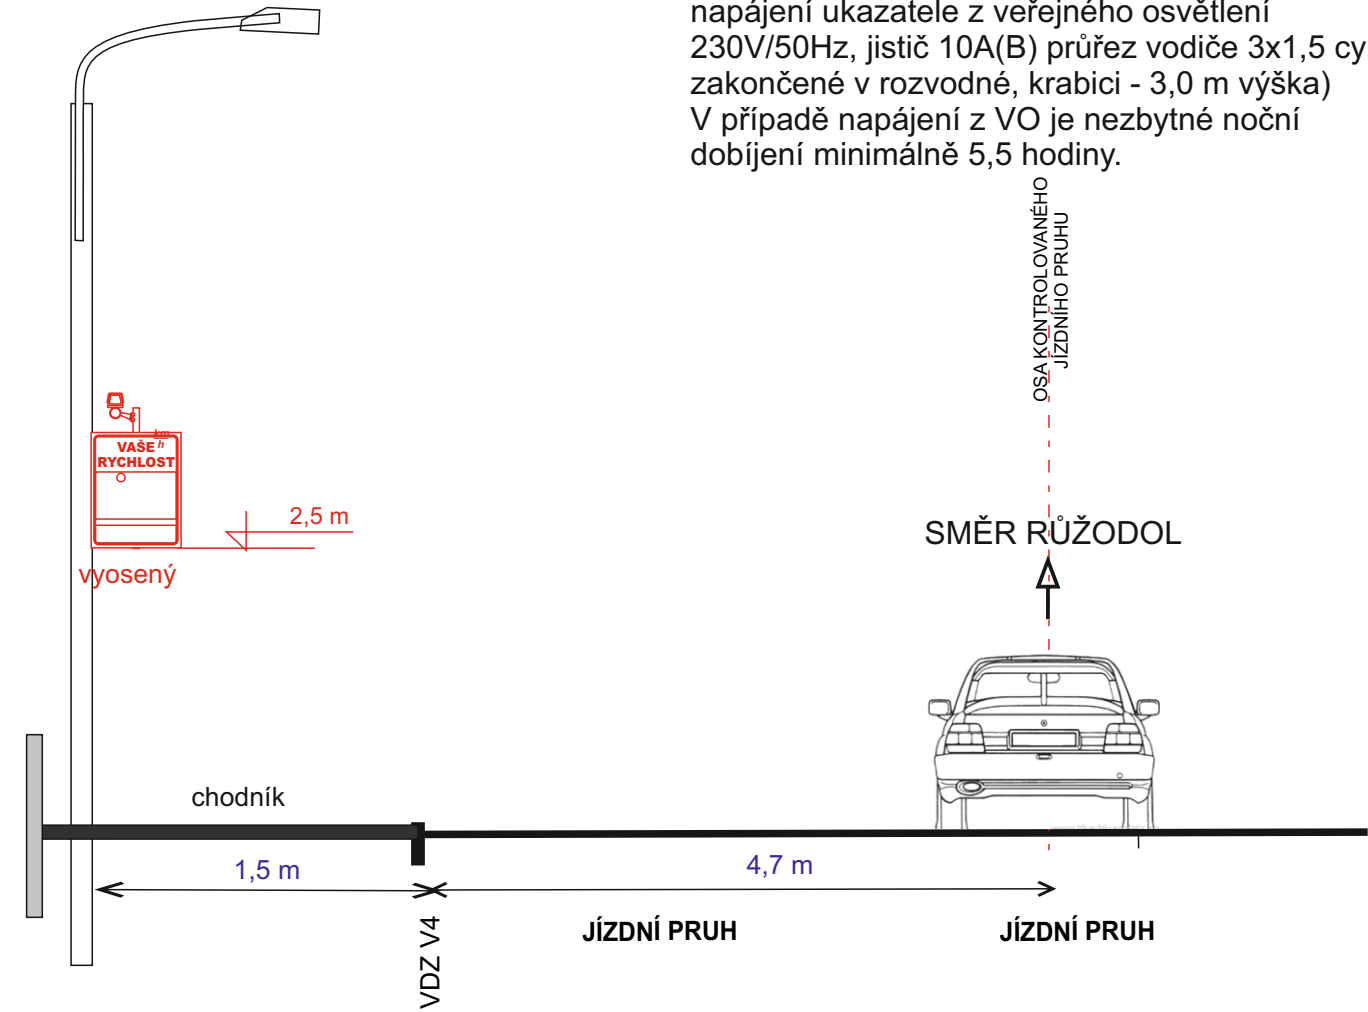 napájení ukazatele z veřejného osvětlení
230V/50Hz, jistič 10A(B) průřez vodiče 3x1,5 cy
zakončené v rozvodné, krabici - 3,0 m výška)
V případě napájení z VO je nezbytné noční
dobíjení minimálně 5,5 hodiny.
OSA KONTROLOVANÉHO
JÍZDNÍHO PRUHU
km
h
VAŠE
RYCHLOST
2,5 m
vyosený
SMĚR RŮŽODOL
chodník
1,5 m
4,7 m
VDZ V4
JÍZDNÍ PRUH
JÍZDNÍ PRUH